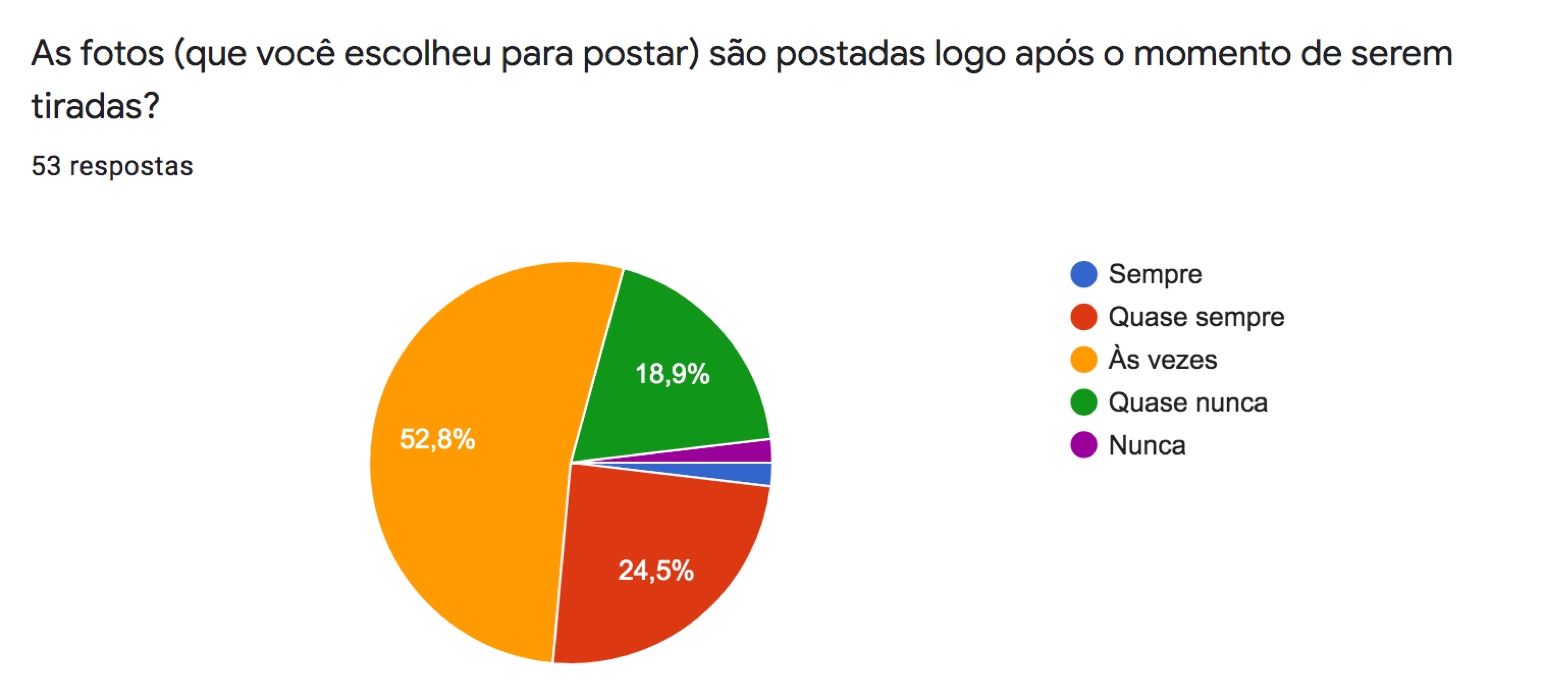 As fotos (que você escolheu para postar) são postadas logo após o momento de serem
tiradas?
53 respostas
Sempre
Quase sempre
Às vezes
Quase nunca
Nunca
18,9%
52,8%
24,5%